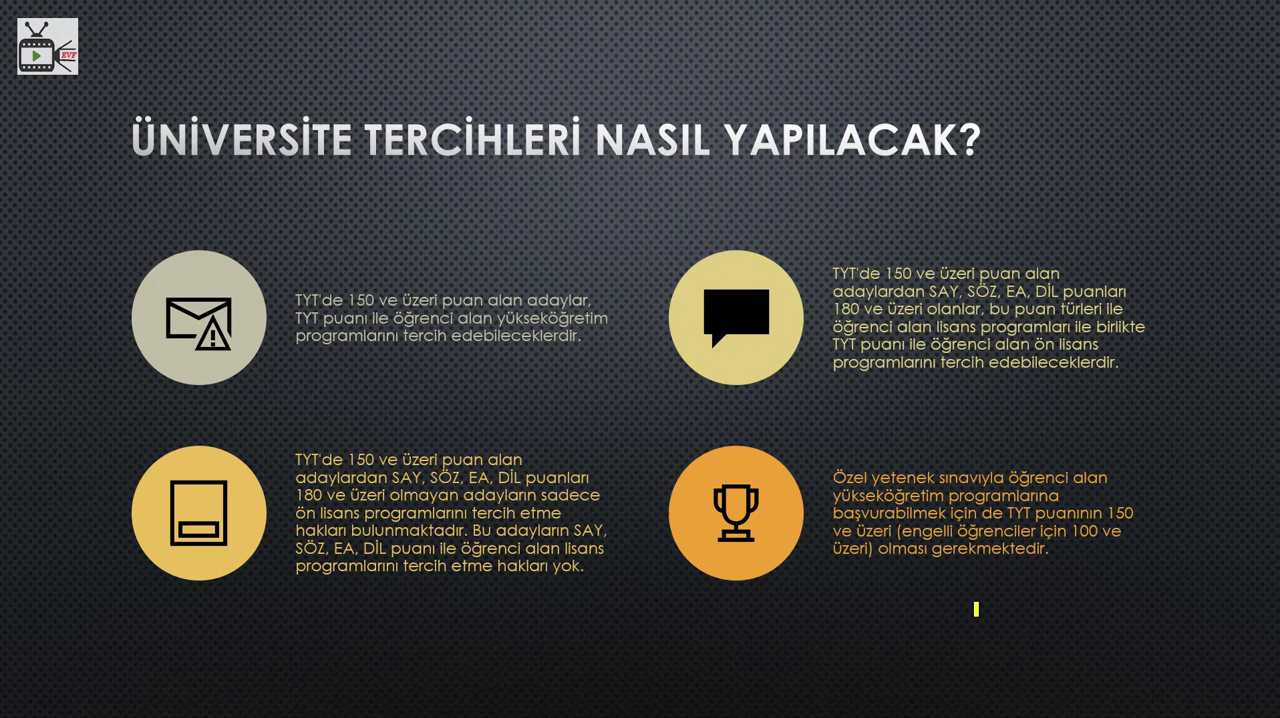 EVF
ÜNİVERSİTE TERCİHLERİ NASIL YAPILACAK?
TYT'de 150 ve üzeri puan alan adaylar,
TYT puanı ile öğrenci alan yükseköğretim
programlarını tercih edebileceklerdir.
TYT'de 150 ve üzeri puan alan
adaylardan SAY, SÖZ, EA, DİL puanları
180 ve üzeri olanlar, bu puan türleri ile
öğrenci alan lisans programları ile birlikte
TYT puanı ile öğrenci alan ön lisans
programlarını tercih edebileceklerdir.
TYT'de 150 ve üzeri puan alan
adaylardan SAY, SÖZ, EA, DİL puanları
180 ve üzeri olmayan adayların sadece
ön lisans programlarını tercih etme
hakları bulunmaktadır. Bu adayların SAY,
SÖZ, EA, DİL puanı ile öğrenci alan lisans
programlarını tercih etme hakları yok.
Özel yetenek sınavıyla öğrenci alan
yükseköğretim programlarına
başvurabilmek için de TYT puanının 150
ve üzeri (engelli öğrenciler için 100 ve
üzeri) olması gerekmektedir.